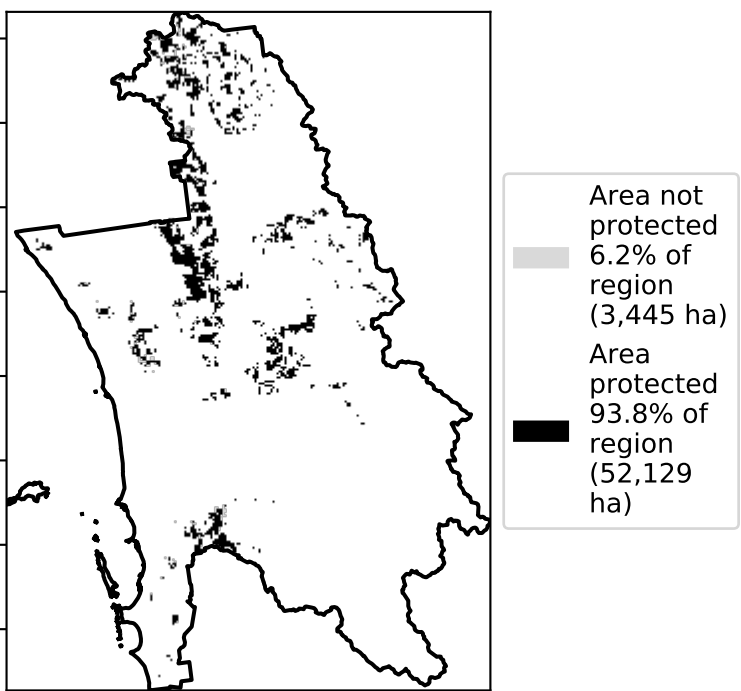 Area not
protected
6.2% of
region
(3,445 ha)
Area
protected
93.8% of
region
(52,129
ha)